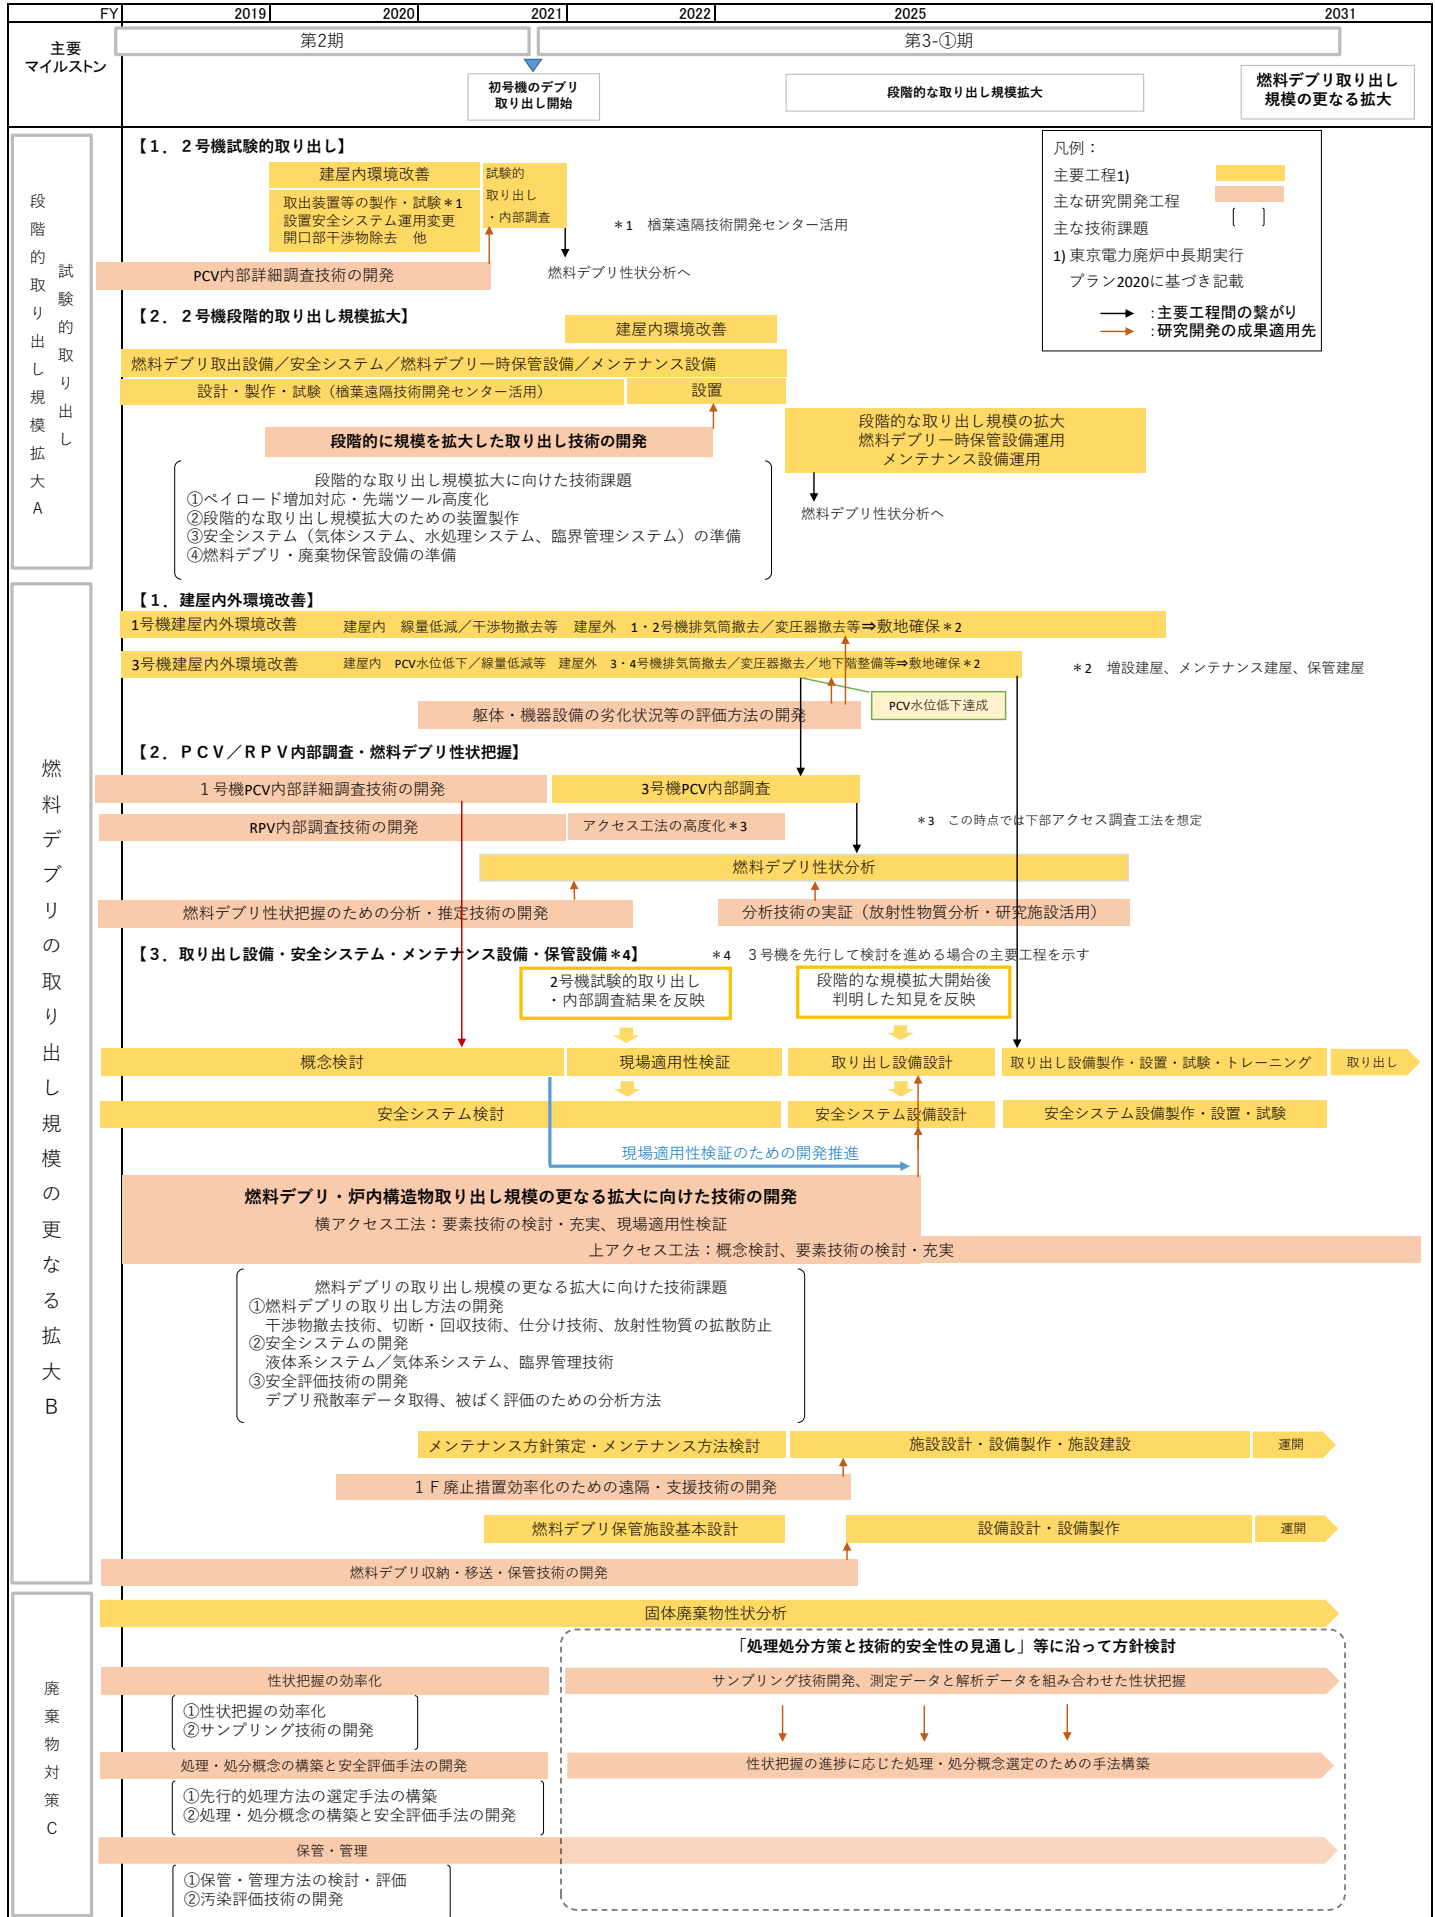 FY 2019 2020 2021 2022 2025 2031
主要
マイルストン
第2期
第3-①期
初号機のデブリ
取り出し開始
段階的な取り出し規模拡大
燃料デブリ取り出し
規模の更なる拡大
段階的取り出し規模拡大A
試験的取り出し
【１．２号機試験的取り出し】
建屋内環境改善
取出装置等の製作・試験＊1
設置安全システム運用変更
開口部干渉物除去　他
試験的
取り出し
・内部調査
＊1　楢葉遠隔技術開発センター活用
PCV内部詳細調査技術の開発
燃料デブリ性状分析へ
凡例：
主要工程1)
主な研究開発工程
主な技術課題
1) 東京電力廃炉中長期実行
プラン2020に基づき記載
：主要工程間の繋がり
：研究開発の成果適用先
【２．２号機段階的取り出し規模拡大】
建屋内環境改善
燃料デブリ取出設備／安全システム／燃料デブリ一時保管設備／メンテナンス設備
設計・製作・試験（楢葉遠隔技術開発センター活用）
設置
段階的に規模を拡大した取り出し技術の開発
段階的な取り出し規模の拡大
燃料デブリ一時保管設備運用
メンテナンス設備運用
段階的な取り出し規模拡大に向けた技術課題
①ペイロード増加対応・先端ツール高度化
②段階的な取り出し規模拡大のための装置製作
③安全システム（気体システム、水処理システム、臨界管理システム）の準備
④燃料デブリ・廃棄物保管設備の準備
燃料デブリ性状分析へ
燃料デブリの取り出し規模の更なる拡大B
【１．建屋内外環境改善】
1号機建屋内外環境改善　建屋内　線量低減／干渉物撤去等　建屋外　1・2号機排気筒撤去／変圧器撤去等⇒敷地確保＊2
3号機建屋内外環境改善　建屋内　PCV水位低下／線量低減等　建屋外　3・4号機排気筒撤去／変圧器撤去／地下階整備等⇒敷地確保＊2
＊2　増設建屋、メンテナンス建屋、保管建屋
躯体・機器設備の劣化状況等の評価方法の開発
PCV水位低下達成
【２．ＰＣＶ／ＲＰＶ内部調査・燃料デブリ性状把握】
１号機PCV内部詳細調査技術の開発
3号機PCV内部調査
RPV内部調査技術の開発
アクセス工法の高度化＊3
＊3　この時点では下部アクセス調査工法を想定
燃料デブリ性状分析
燃料デブリ性状把握のための分析・推定技術の開発
分析技術の実証（放射性物質分析・研究施設活用）
【３．取り出し設備・安全システム・メンテナンス設備・保管設備＊4】
＊4　３号機を先行して検討を進める場合の主要工程を示す
2号機試験的取り出し
・内部調査結果を反映
段階的な規模拡大開始後
判明した知見を反映
概念検討
現場適用性検証
取り出し設備設計
取り出し設備製作・設置・試験・トレーニング
取り出し
安全システム検討
安全システム設備設計
安全システム設備製作・設置・試験
現場適用性検証のための開発推進
燃料デブリ・炉内構造物取り出し規模の更なる拡大に向けた技術の開発
横アクセス工法：要素技術の検討・充実、現場適用性検証
上アクセス工法：概念検討、要素技術の検討・充実
燃料デブリの取り出し規模の更なる拡大に向けた技術課題
①燃料デブリの取り出し方法の開発
干渉物撤去技術、切断・回収技術、仕分け技術、放射性物質の拡散防止
②安全システムの開発
液体系システム／気体系システム、臨界管理技術
③安全評価技術の開発
デブリ飛散率データ取得、被ばく評価のための分析方法
メンテナンス方針策定・メンテナンス方法検討
施設設計・設備製作・施設建設
運開
１Ｆ廃止措置効率化のための遠隔・支援技術の開発
燃料デブリ保管施設基本設計
設備設計・設備製作
運開
燃料デブリ収納・移送・保管技術の開発
廃棄物対策C
固体廃棄物性状分析
「処理処分方策と技術的安全性の見通し」等に沿って方針検討
性状把握の効率化
サンプリング技術開発、測定データと解析データを組み合わせた性状把握
①性状把握の効率化
②サンプリング技術の開発
処理・処分概念の構築と安全評価手法の開発
性状把握の進捗に応じた処理・処分概念選定のための手法構築
①先行的処理方法の選定手法の構築
②処理・処分概念の構築と安全評価手法の開発
保管・管理
①保管・管理方法の検討・評価
②汚染評価技術の開発